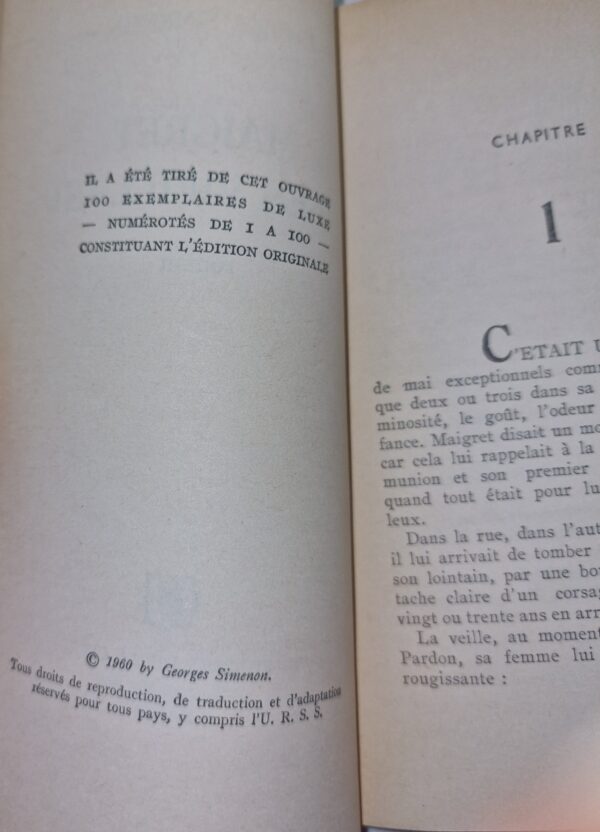 IL A ÉTÉ TIRÉ DE CET OUVRAGE
100 EXEMPLAIRES DE LUXE
— NUMÉROTÉS DE I A 100 —
CONSTITUANT L'ÉDITION ORIGINALE
© 1960 by Georges Simenon.
Tous droits de reproduction, de traduction et d'adaptation
réservés pour tous pays, y compris l'U. R. S. S.
CHAPITRE
1
C'ETAIT U
de mai exceptionnels com
que deux ou trois dans sa
minosité, le goût, l'odeur
fance. Maigret disait un mo
car cela lui rappelait à la
munion et son premier
quand tout était pour lu
leux.
Dans la rue, dans l'aut
il lui arrivait de tomber
son lointain, par une bo
tache claire d'un corsag
vingt ou trente ans en arr
La veille, au moment
Pardon, sa femme lui
rougissante :